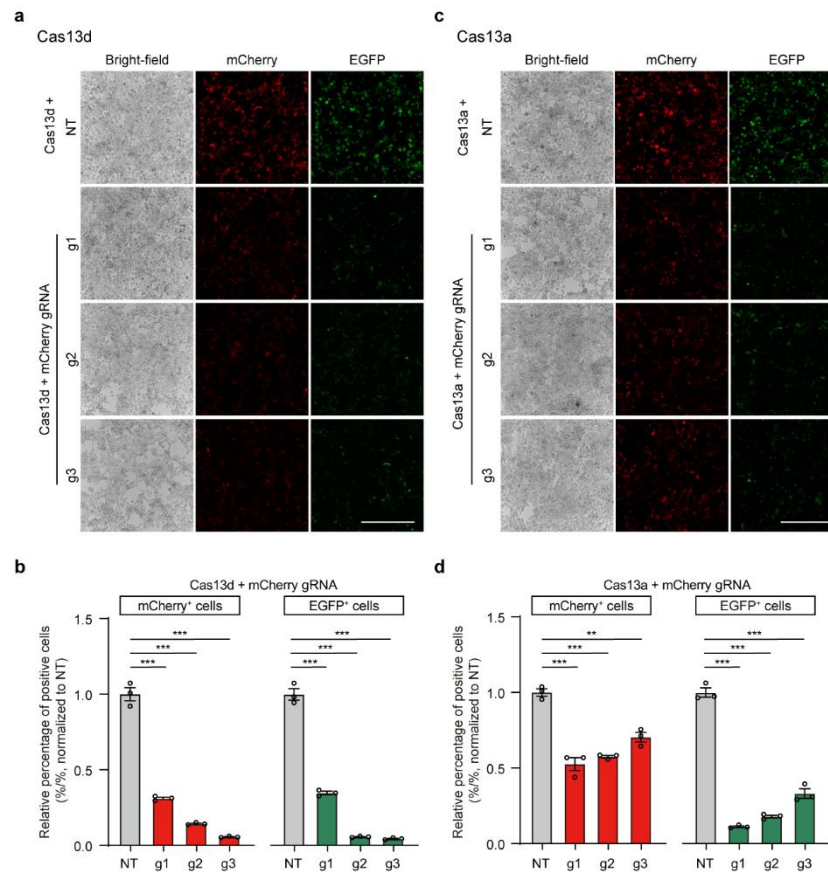 a
Cas13d
Bright-field mCherry EGFP
Cas13d +
NT
Cas13d + mCherry gRNA
g1
g2
g3
c
Cas13a
Bright-field mCherry EGFP
Cas13a +
NT
Cas13a + mCherry gRNA
g1
g2
g3
b
Cas13d + mCherry gRNA
mCherry⁺ cells EGFP⁺ cells
Relative percentage of positive cells
(%/%, normalized to NT)
1.5
1.0
0.5
0.0
*** ***
*** ***
*** ***
NT g1 g2 g3 NT g1 g2 g3
d
Cas13a + mCherry gRNA
mCherry⁺ cells EGFP⁺ cells
Relative percentage of positive cells
(%/%, normalized to NT)
1.5
1.0
0.5
0.0
** ***
*** ***
*** ***
NT g1 g2 g3 NT g1 g2 g3